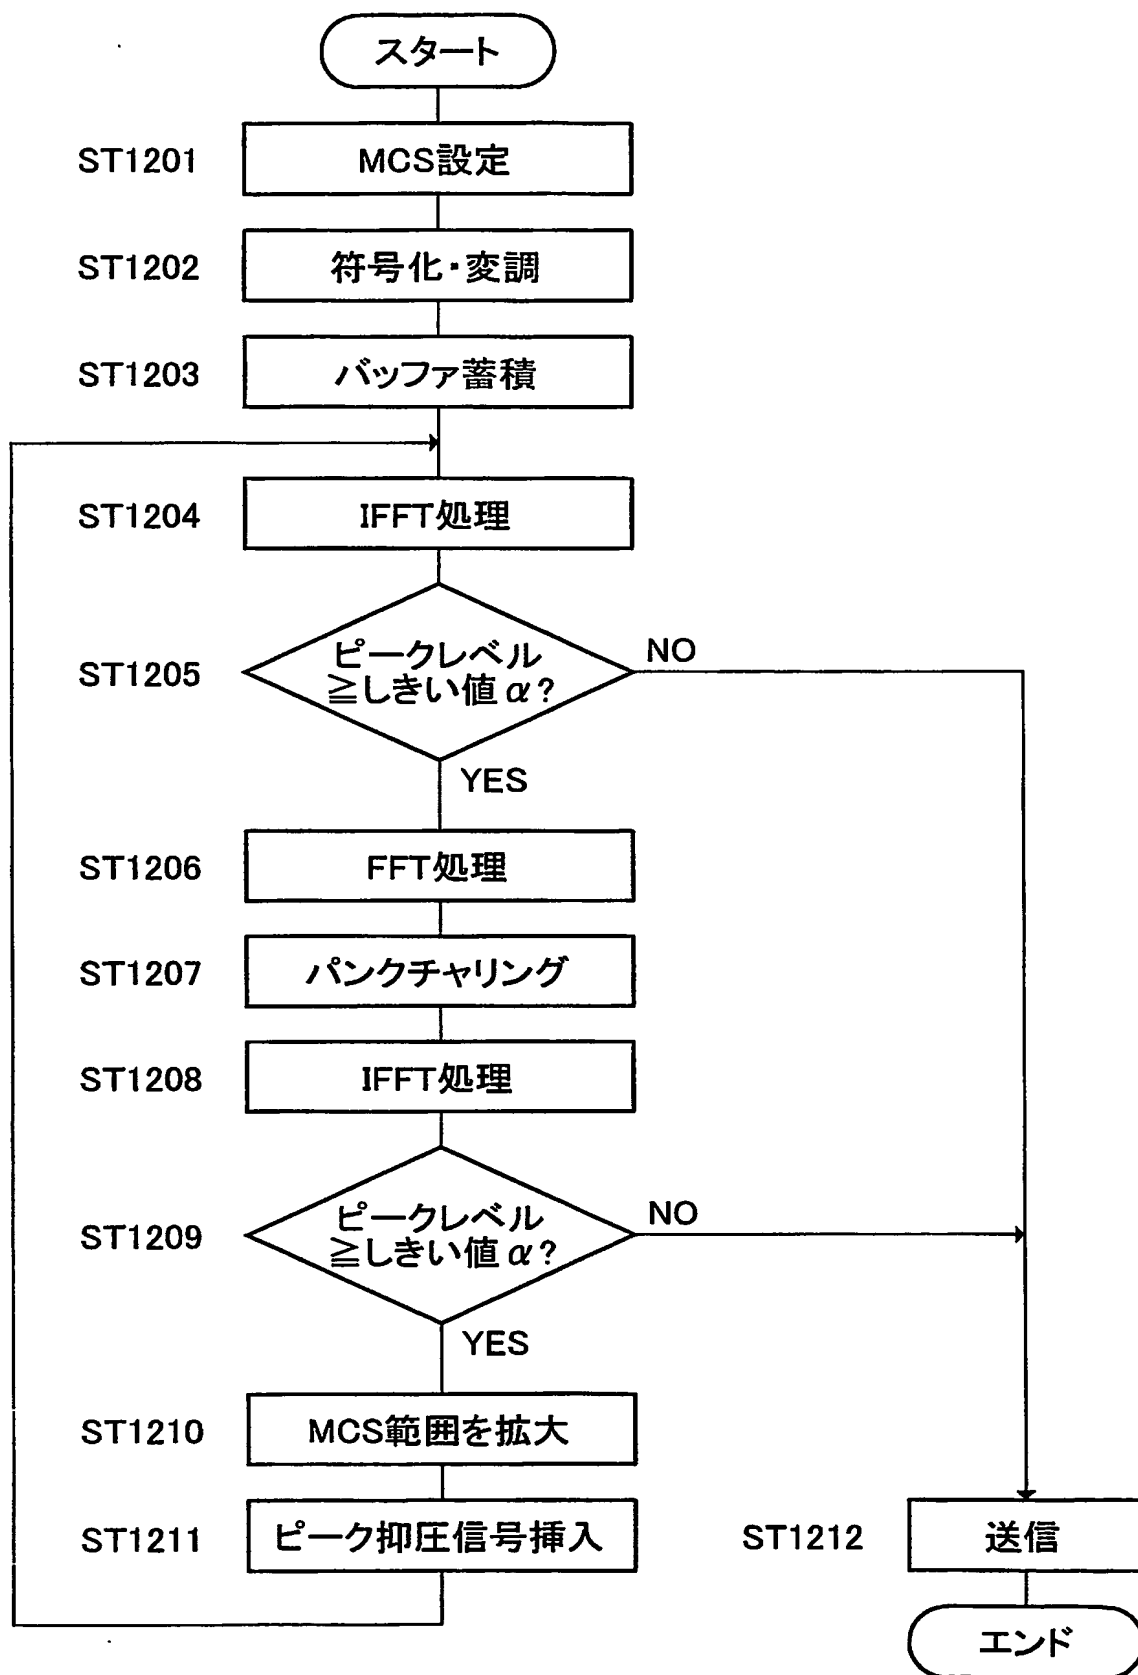 スタート
ST1201
MCS設定
ST1202
符号化・変調
ST1203
バッファ蓄積
ST1204
IFFT処理
ST1205
ピークレベル
≧しきい値α?
NO
YES
ST1206
FFT処理
ST1207
パンクチャリング
ST1208
IFFT処理
ST1209
ピークレベル
≧しきい値α?
NO
YES
ST1210
MCS範囲を拡大
ST1211
ピーク抑圧信号挿入
ST1212
送信
エンド